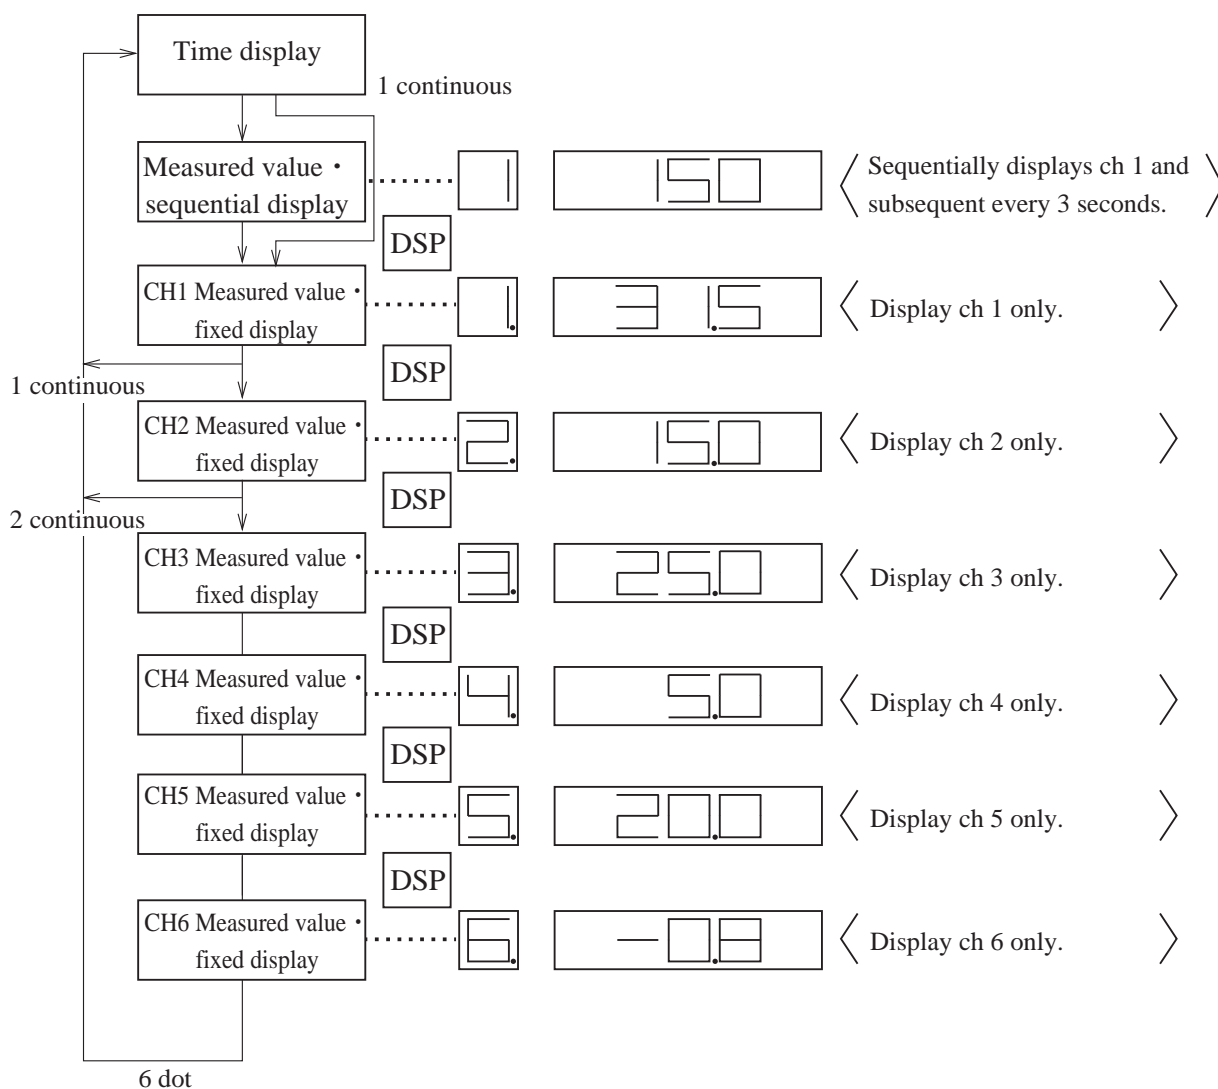 Time display
1 continuous
Measured value・
sequential display
1
150
Sequentially displays ch 1 and
subsequent every 3 seconds.
DSP
CH1 Measured value・
fixed display
1.
31.5
Display ch 1 only.
DSP
1 continuous
CH2 Measured value・
fixed display
2.
15.0
Display ch 2 only.
DSP
2 continuous
CH3 Measured value・
fixed display
3.
25.0
Display ch 3 only.
DSP
CH4 Measured value・
fixed display
4.
5.0
Display ch 4 only.
DSP
CH5 Measured value・
fixed display
5.
20.0
Display ch 5 only.
DSP
CH6 Measured value・
fixed display
6.
-0.8
Display ch 6 only.
6 dot